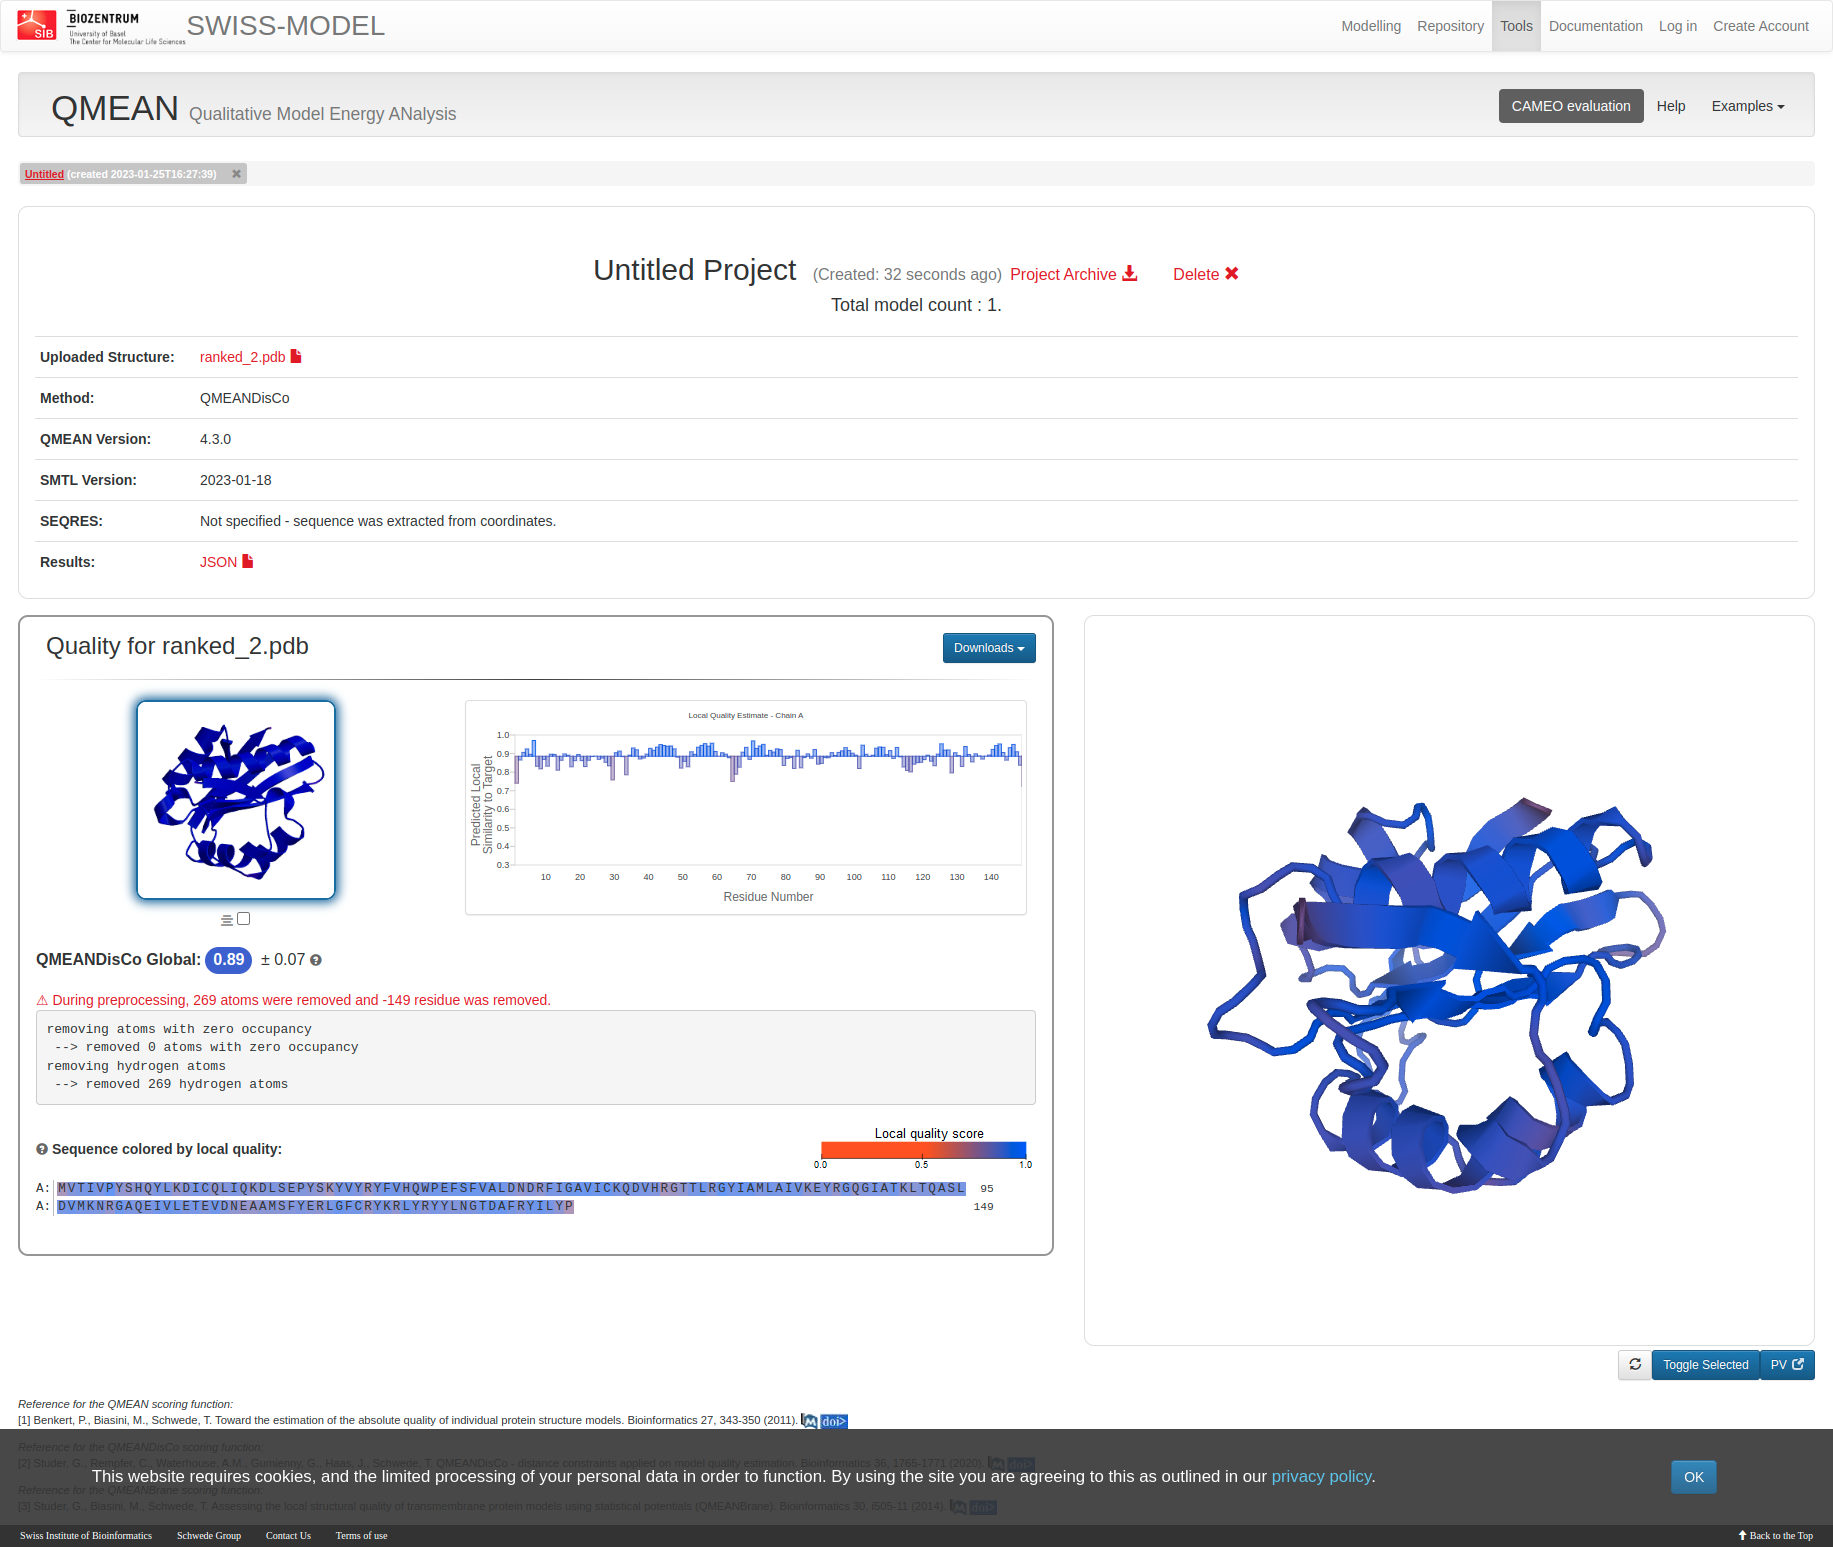 SIB
BIOZENTRUM
University of Basel
The Center for Molecular Life Sciences
SWISS-MODEL
Modelling Repository Tools Documentation Log in Create Account
QMEAN Qualitative Model Energy ANalysis
CAMEO evaluation Help Examples
Untitled (created 2023-01-25T16:27:39) ✖
Untitled Project (Created: 32 seconds ago) Project Archive Delete ✖
Total model count : 1.
Uploaded Structure: ranked_2.pdb
Method: QMEANDisCo
QMEAN Version: 4.3.0
SMTL Version: 2023-01-18
SEQRES: Not specified - sequence was extracted from coordinates.
Results: JSON
Quality for ranked_2.pdb
Downloads
Local Quality Estimate - Chain A
Predicted Local
Similarity to Target
1.0
0.9
0.8
0.7
0.6
0.5
0.4
0.3
10 20 30 40 50 60 70 80 90 100 110 120 130 140
Residue Number
QMEANDisCo Global: 0.89 ± 0.07
⚠ During preprocessing, 269 atoms were removed and -149 residue was removed.
removing atoms with zero occupancy
--> removed 0 atoms with zero occupancy
removing hydrogen atoms
--> removed 269 hydrogen atoms
Sequence colored by local quality:
Local quality score
0.0 0.5 1.0
A: MVTIVPYSHQYLKDICQLIQKDLSEPYSKYVYRYFVHQWPEFSFVALDNDRFIGAVICKQDVHRGTTLRGYIAMLAIVKEYRGQGIATKLTQASL 95
A: DVMKNRGAQEIVLETEVDNEAAMSFYERLGFCRYKRLYRYYLNGTDAFRYILYP 149
Toggle Selected PV
Reference for the QMEAN scoring function:
[1] Benkert, P., Biasini, M., Schwede, T. Toward the estimation of the absolute quality of individual protein structure models. Bioinformatics 27, 343-350 (2011). M doi>
Reference for the QMEANDisCo scoring function:
[2] Studer, G., Rempfer, C., Waterhouse, A.M., Gumienny, G., Haas, J., Schwede, T. QMEANDisCo - distance constraints applied on model quality estimation. Bioinformatics 36, 1765-1771 (2020). M doi>
This website requires cookies, and the limited processing of your personal data in order to function. By using the site you are agreeing to this as outlined in our privacy policy.
OK
Reference for the QMEANBrane scoring function:
[3] Studer, G., Biasini, M., Schwede, T. Assessing the local structural quality of transmembrane protein models using statistical potentials (QMEANBrane). Bioinformatics 30, i505-11 (2014). M doi>
Swiss Institute of Bioinformatics Schwede Group Contact Us Terms of use
Back to the Top